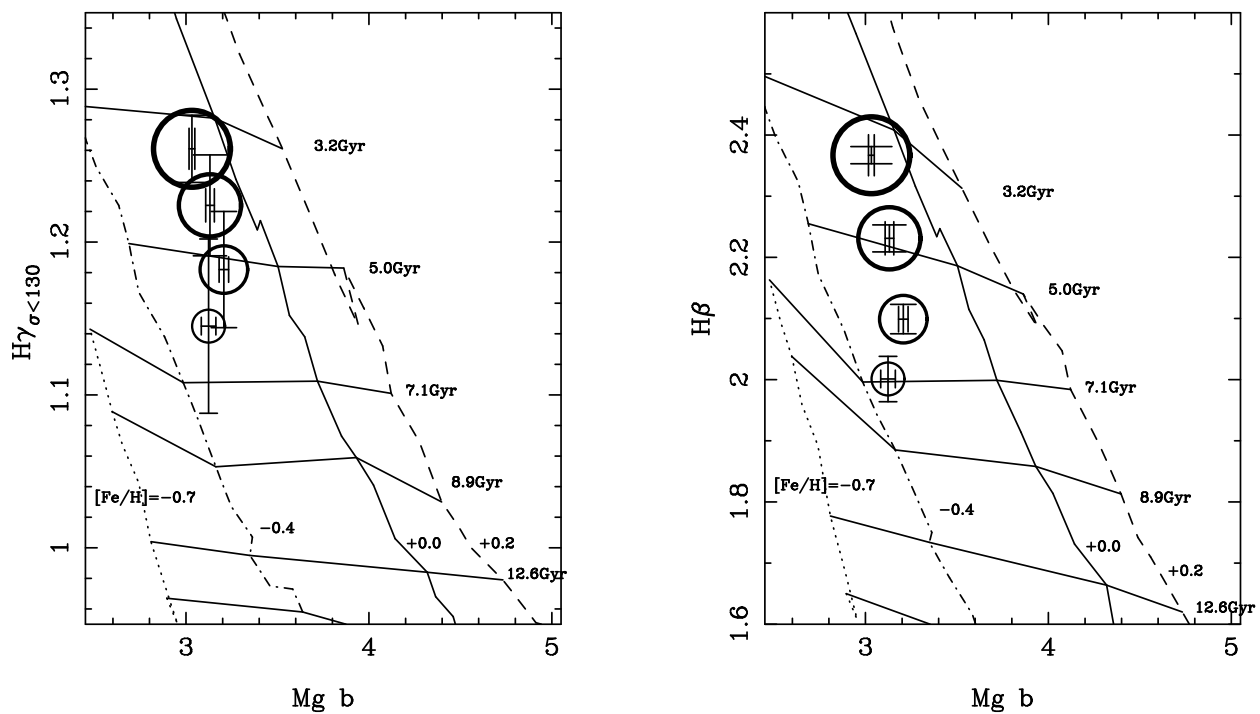 1.3
1.2
1.1
1
Hγσ<130
3.2Gyr
5.0Gyr
7.1Gyr
8.9Gyr
[Fe/H]=−0.7
−0.4
+0.0
+0.2
12.6Gyr
3
4
5
Mg b
2.4
2.2
2
1.8
1.6
Hβ
3.2Gyr
5.0Gyr
7.1Gyr
8.9Gyr
[Fe/H]=−0.7
−0.4
+0.0
+0.2
12.6Gyr
3
4
5
Mg b